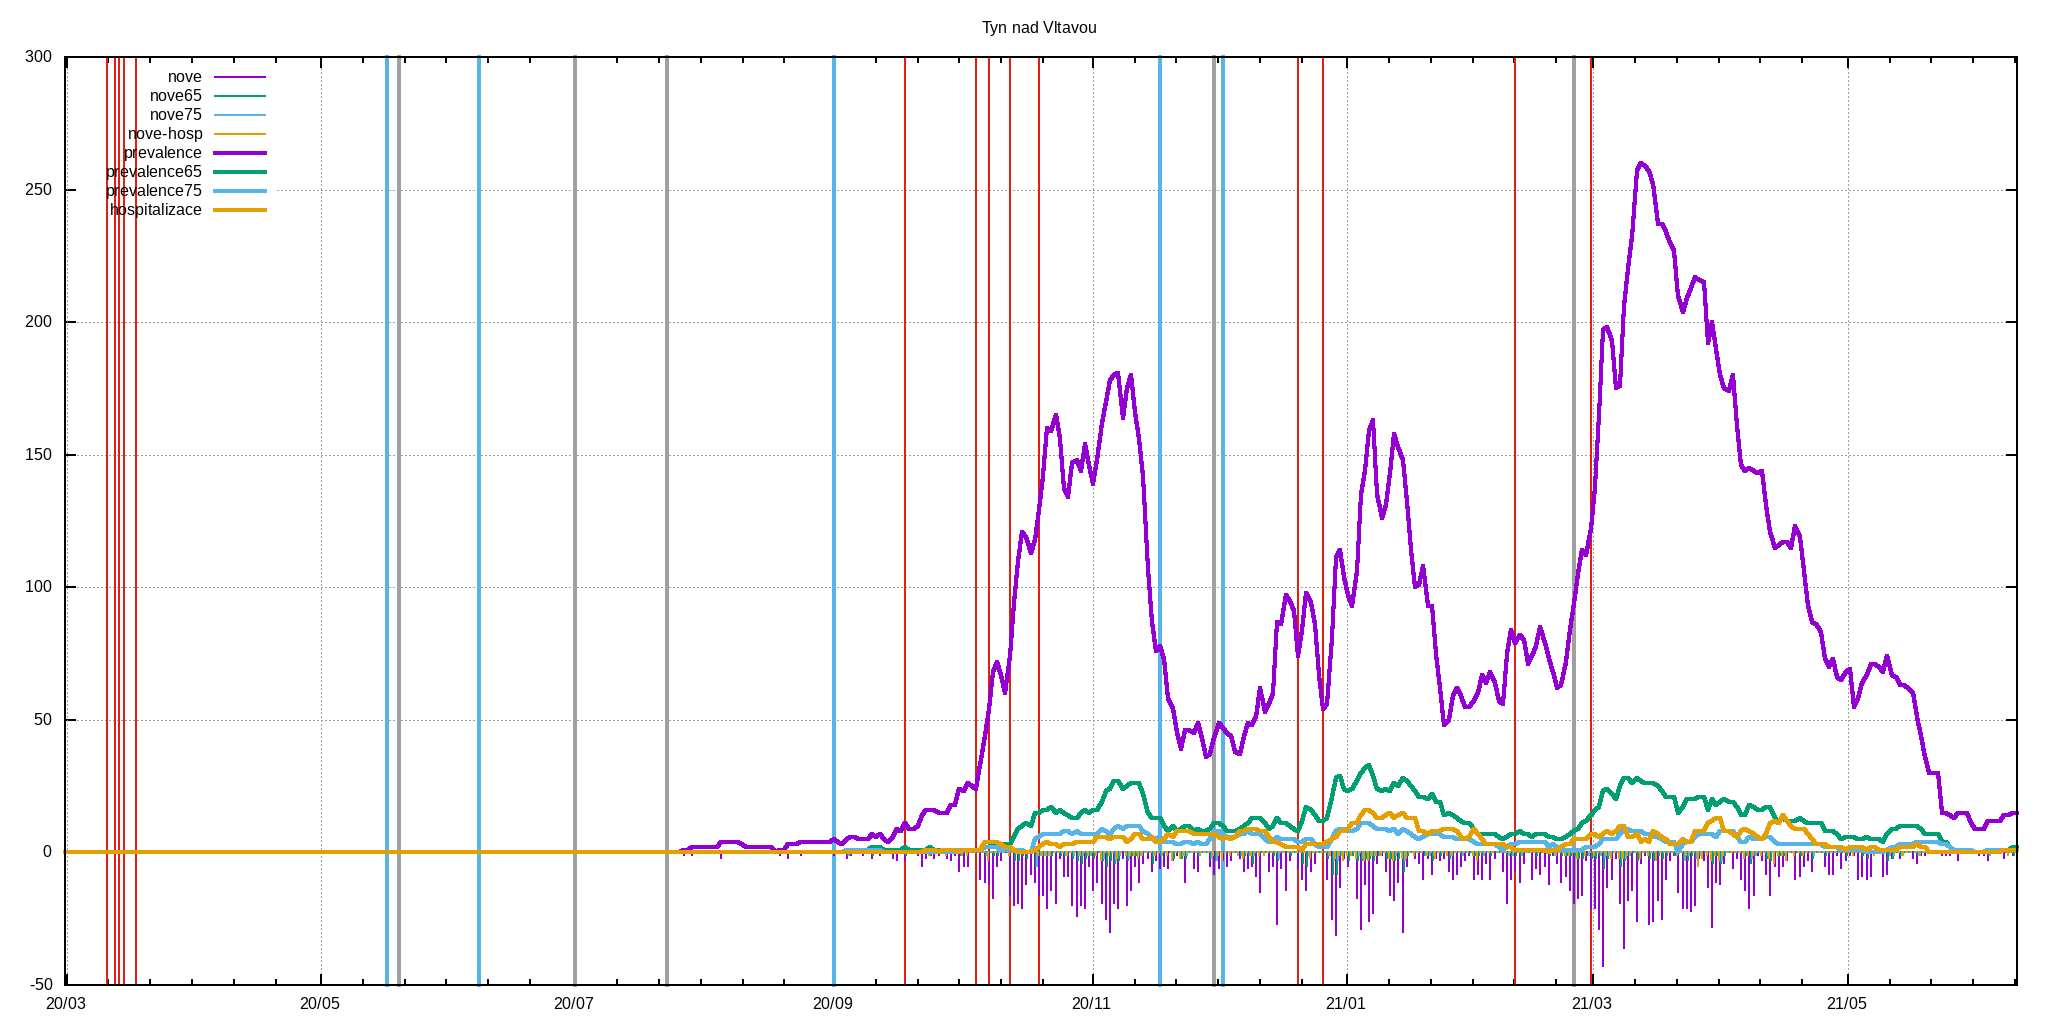 Tyn nad Vltavou
300
250
200
150
100
50
0
-50
nove
nove65
nove75
nove-hosp
prevalence
prevalence65
prevalence75
hospitalizace
20/03 20/05 20/07 20/09 20/11 21/01 21/03 21/05